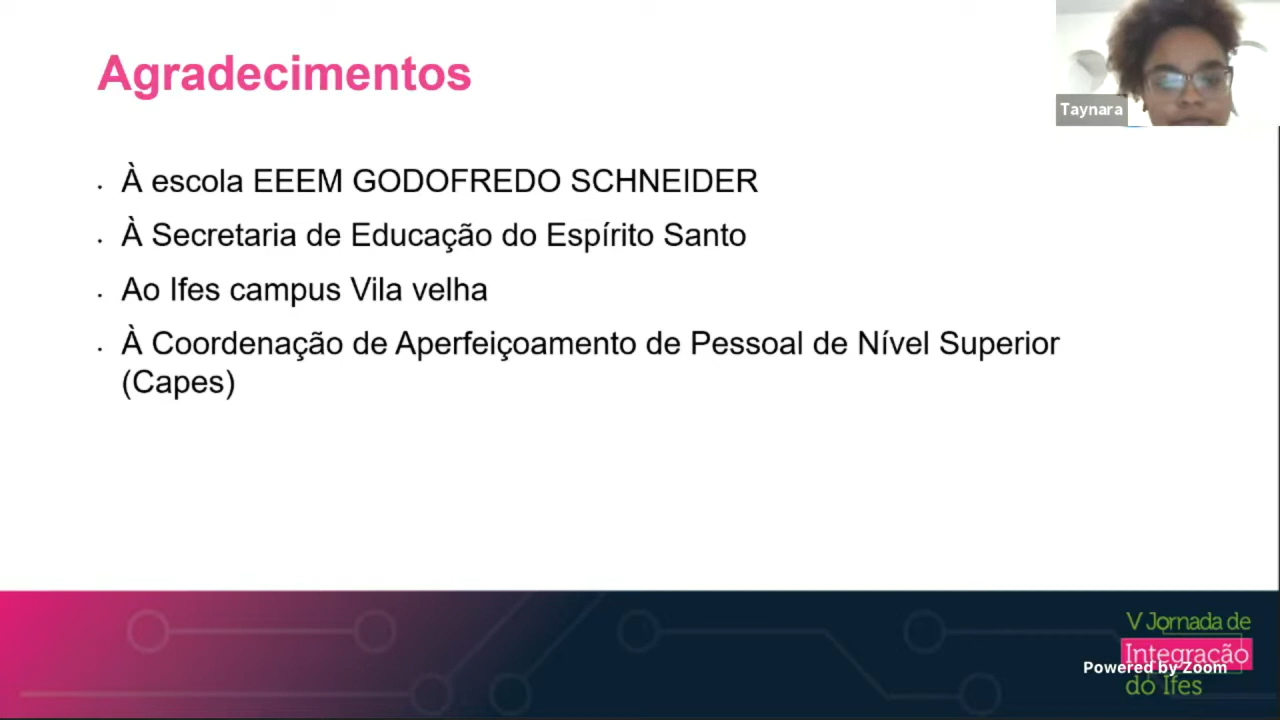 Agradecimentos
Taynara
· À escola EEEM GODOFREDO SCHNEIDER
· À Secretaria de Educação do Espírito Santo
· Ao Ifes campus Vila velha
· À Coordenação de Aperfeiçoamento de Pessoal de Nível Superior
(Capes)
V Jornada de
Integração
Powered by Zoom
do Ifes